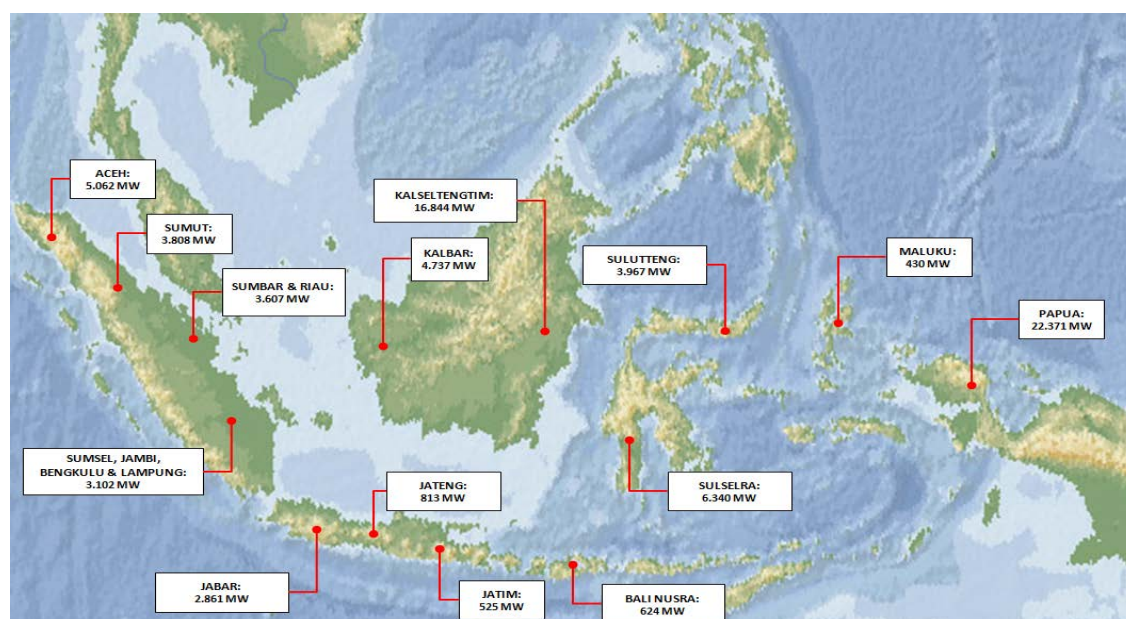 ACEH:
5.062 MW
SUMUT:
3.808 MW
SUMBAR & RIAU:
3.607 MW
KALSELTENGTIM:
16.844 MW
KALBAR:
4.737 MW
SULUTTENG:
3.967 MW
MALUKU:
430 MW
PAPUA:
22.371 MW
SUMSEL, JAMBI,
BENGKULU & LAMPUNG:
3.102 MW
JATENG:
813 MW
SULSELRA:
6.340 MW
JABAR:
2.861 MW
JATIM:
525 MW
BALI NUSRA:
624 MW